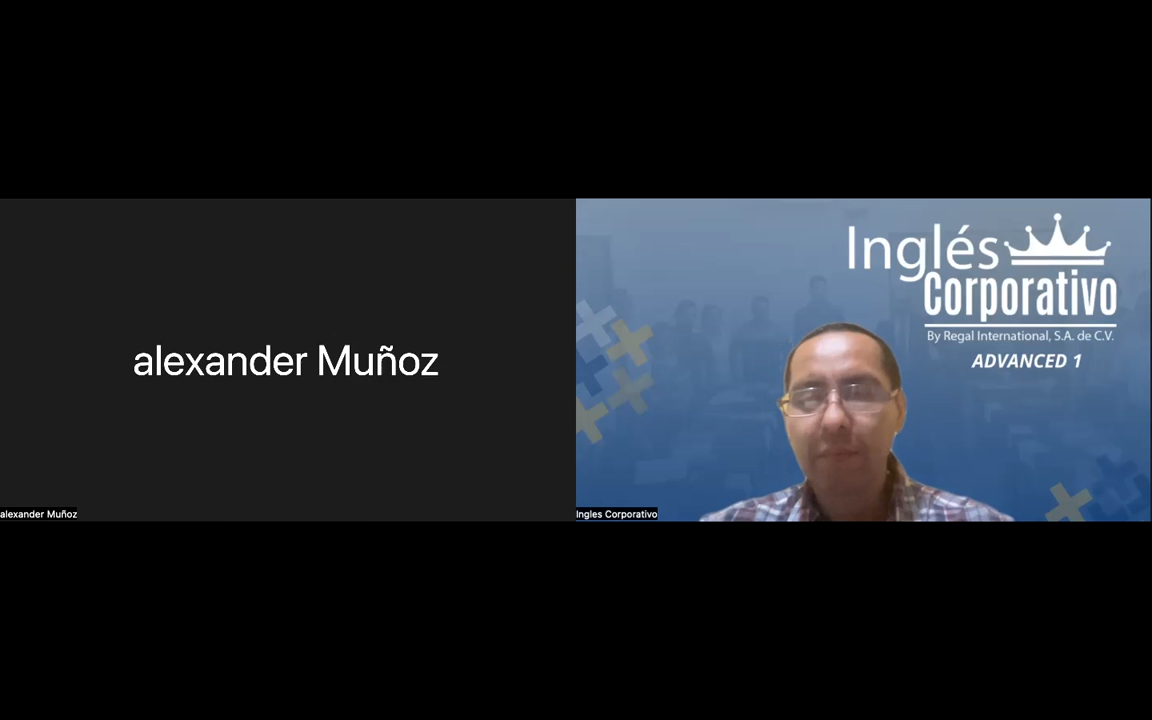 alexander Muñoz
alexander Muñoz
Inglés
Corporativo
By Regal International, S.A. de C.V.
ADVANCED 1
Ingles Corporativo